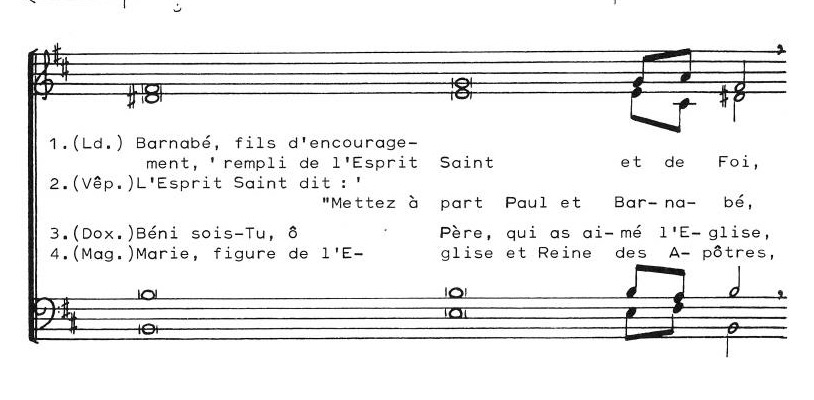 1.(Ld.) Barnabé, fils d'encourage-
ment, ' rempli de l'Esprit Saint et de Foi,
2.(Vêp.)L'Esprit Saint dit : '
"Mettez à part Paul et Bar- na- bé,
3.(Dox.)Béni sois-Tu, ô Père, qui as ai- mé l'E- glise,
4.(Mag.)Marie, figure de l'E- glise et Reine des A- pôtres,